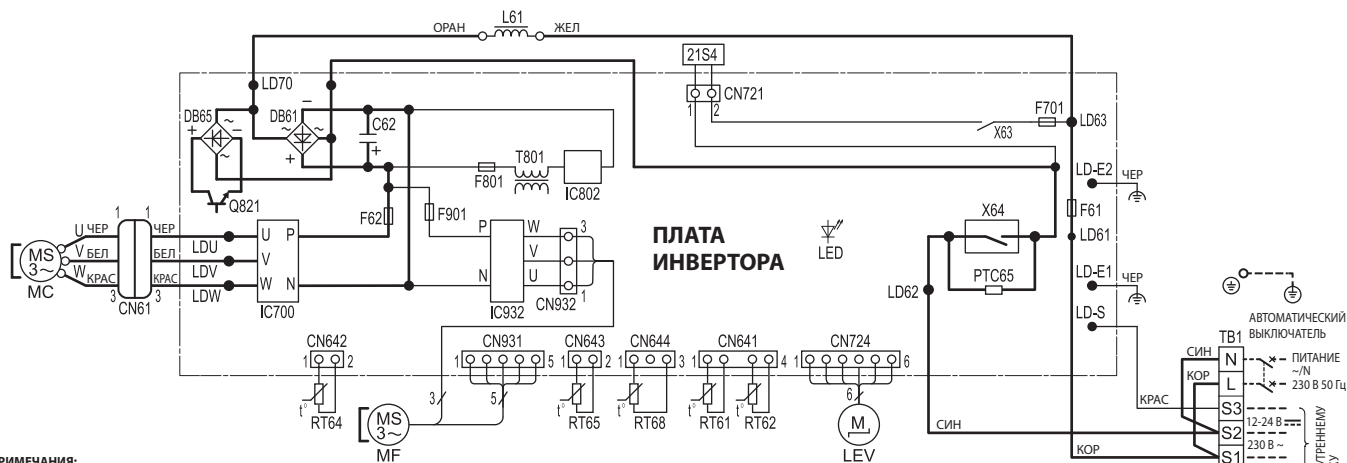 L61
ОРАН
ЖЕЛ
21S4
LD70
CN721
1
2
X63
F701
LD63
DB65
DB61
C62
+
−
~
~
~
~
−
+
+
F801
T801
IC802
Q821
LD-E2
ЧЕР
F62
F901
X64
F61
ПЛАТА
ИНВЕРТОРА
LED
LD61
PTC65
LD62
LD-E1
ЧЕР
LD-S
MS
3~
MC
U ЧЕР
V БЕЛ
W КРАС
1
1
3
3
CN61
ЧЕР
БЕЛ
КРАС
LDU
LDV
LDW
U
V
W
P
N
IC700
P
N
W
V
U
IC932
3
1
CN932
АВТОМАТИЧЕСКИЙ
ВЫКЛЮЧАТЕЛЬ
TB1
СИН
N
ПИТАНИЕ
КОР
L
~/N
230 В 50 Гц
КРАС
S3
12-24 В
СИН
S2
230 В ~
КОР
S1
CN642
1
2
CN931
1
5
CN643
1
2
CN644
1
3
CN641
1
4
CN724
1
6
3
5
6
t°
RT64
MS
3~
MF
t°
RT65
t°
RT68
t°
RT61
t°
RT62
M
LEV